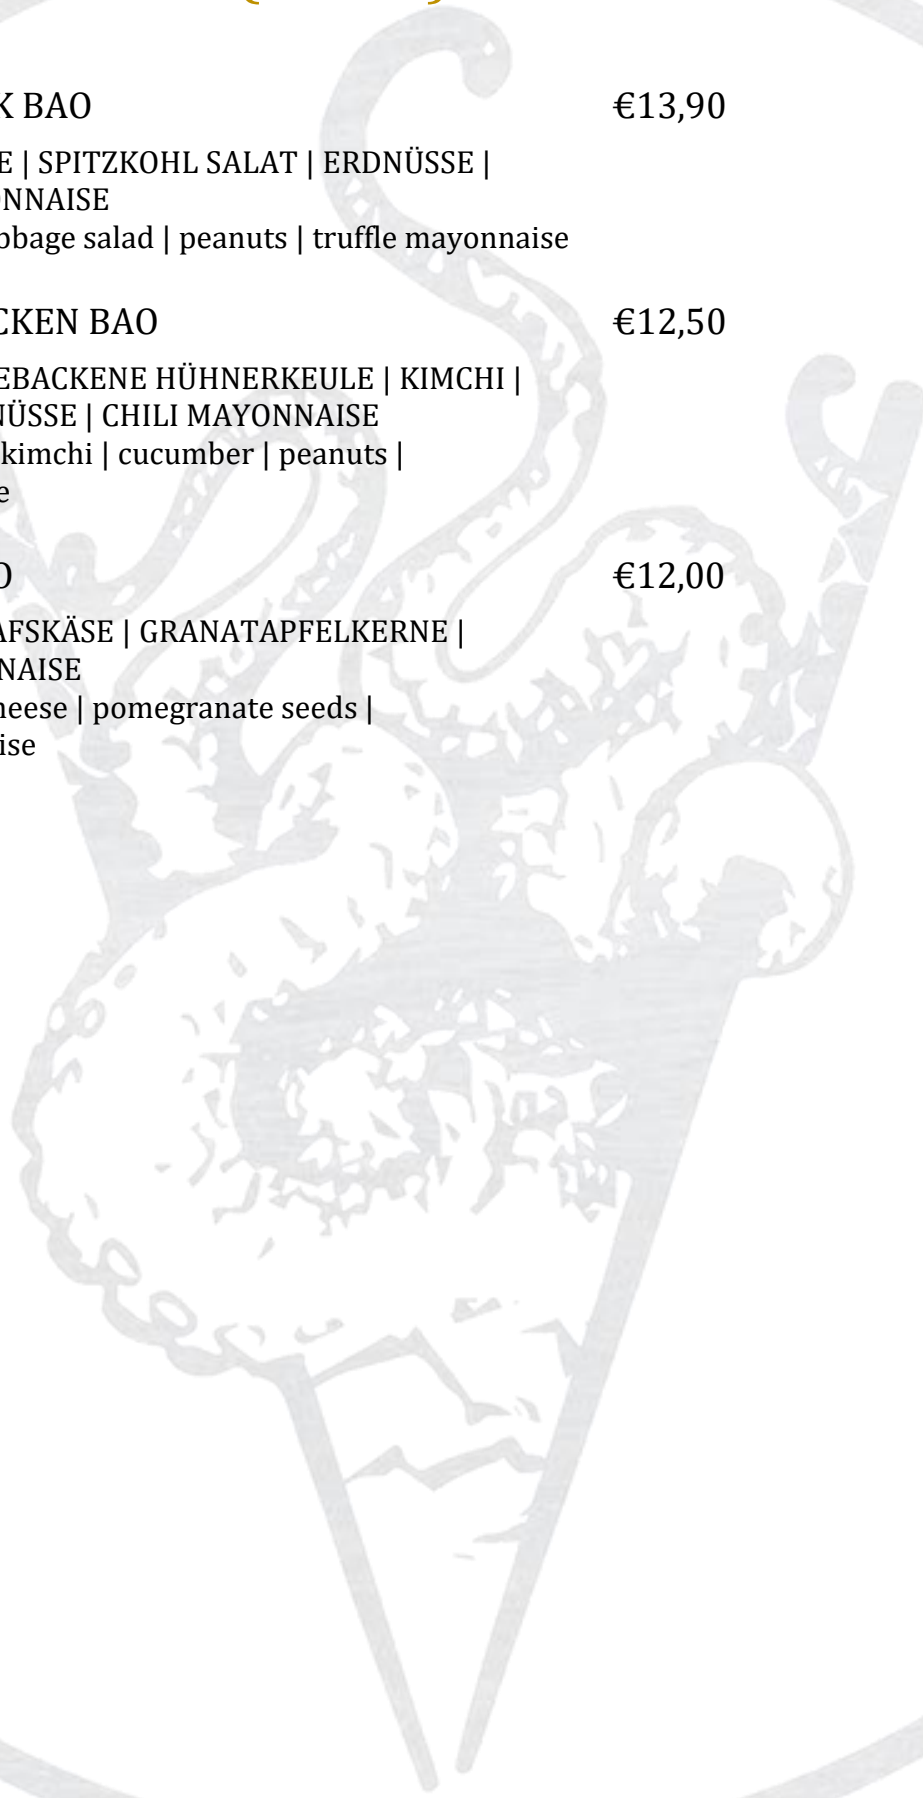 K BAO €13,90
E | SPITZKOHL SALAT | ERDNÜSSE |
ONNAISE
bbage salad | peanuts | truffle mayonnaise
CKEN BAO €12,50
EBACKENE HÜHNERKEULE | KIMCHI |
NÜSSE | CHILI MAYONNAISE
kimchi | cucumber | peanuts |
e
O €12,00
AFSKÄSE | GRANATAPFELKERNE |
NAISE
heese | pomegranate seeds |
ise